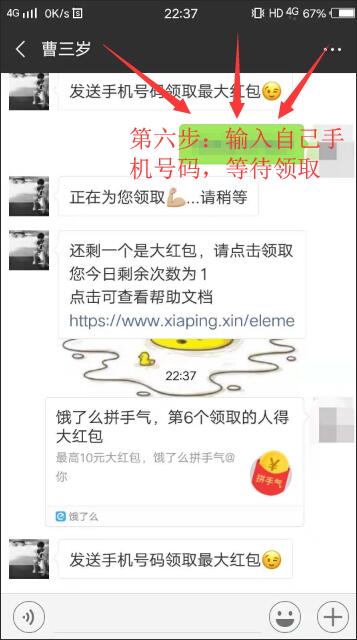 4G 0K/s 22:37 HD 4G 67%
曹三岁
发送手机号码领取最大红包😉
第六步：输入自己手
机号码，等待领取
正在为您领取💪...请稍等
还剩一个是大红包，请点击领取
您今日剩余次数为1
点击可查看帮助文档
https://www.xiaping.xin/eleme
22:37
饿了么拼手气，第6个领取的人得
大红包
最高10元大红包，饿了么拼手气@
你
¥
拼手气
饿了么
发送手机号码领取最大红包😉